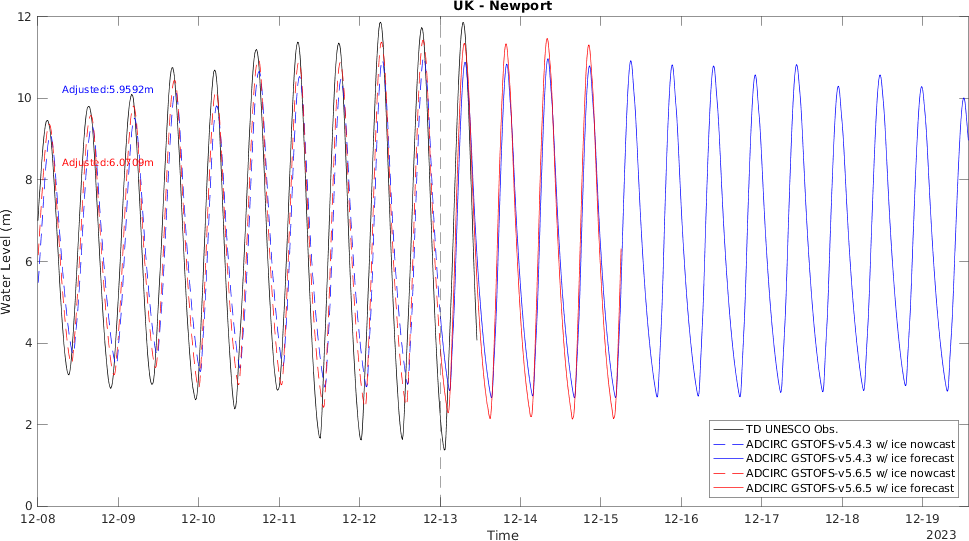 UK - Newport
12
10
8
6
4
2
0
Water Level (m)
Adjusted:5.9592m
Adjusted:6.0709m
TD UNESCO Obs.
ADCIRC GSTOFS-v5.4.3 w/ ice nowcast
ADCIRC GSTOFS-v5.4.3 w/ ice forecast
ADCIRC GSTOFS-v5.6.5 w/ ice nowcast
ADCIRC GSTOFS-v5.6.5 w/ ice forecast
12-08 12-09 12-10 12-11 12-12 12-13 12-14 12-15 12-16 12-17 12-18 12-19
Time
2023